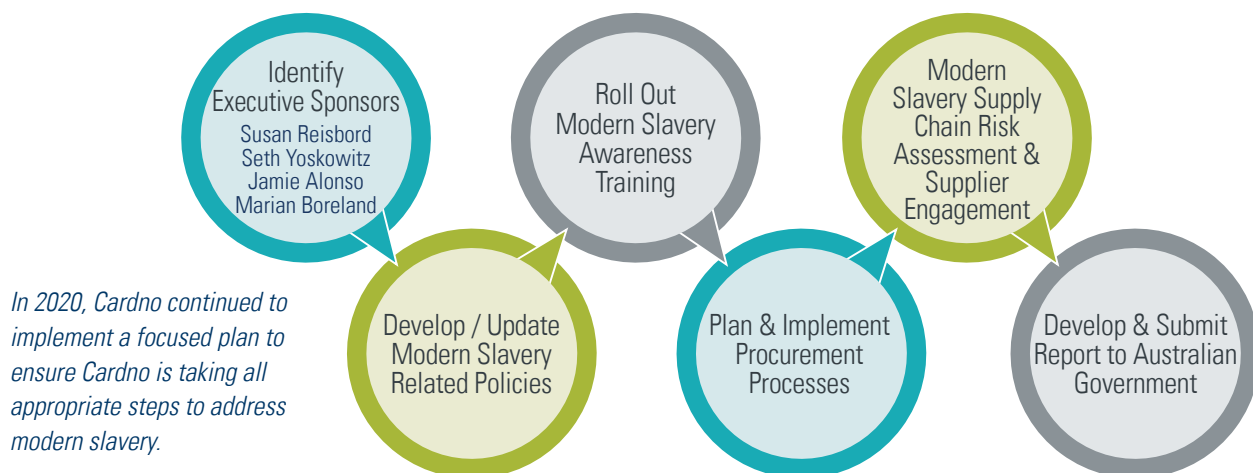 Identify
Executive Sponsors
Susan Reisbord
Seth Yoskowitz
Jamie Alonso
Marian Boreland
Develop / Update
Modern Slavery
Related Policies
Roll Out
Modern Slavery
Awareness
Training
Plan & Implement
Procurement
Processes
Modern
Slavery Supply
Chain Risk
Assessment &
Supplier
Engagement
Develop & Submit
Report to Australian
Government
In 2020, Cardno continued to
implement a focused plan to
ensure Cardno is taking all
appropriate steps to address
modern slavery.